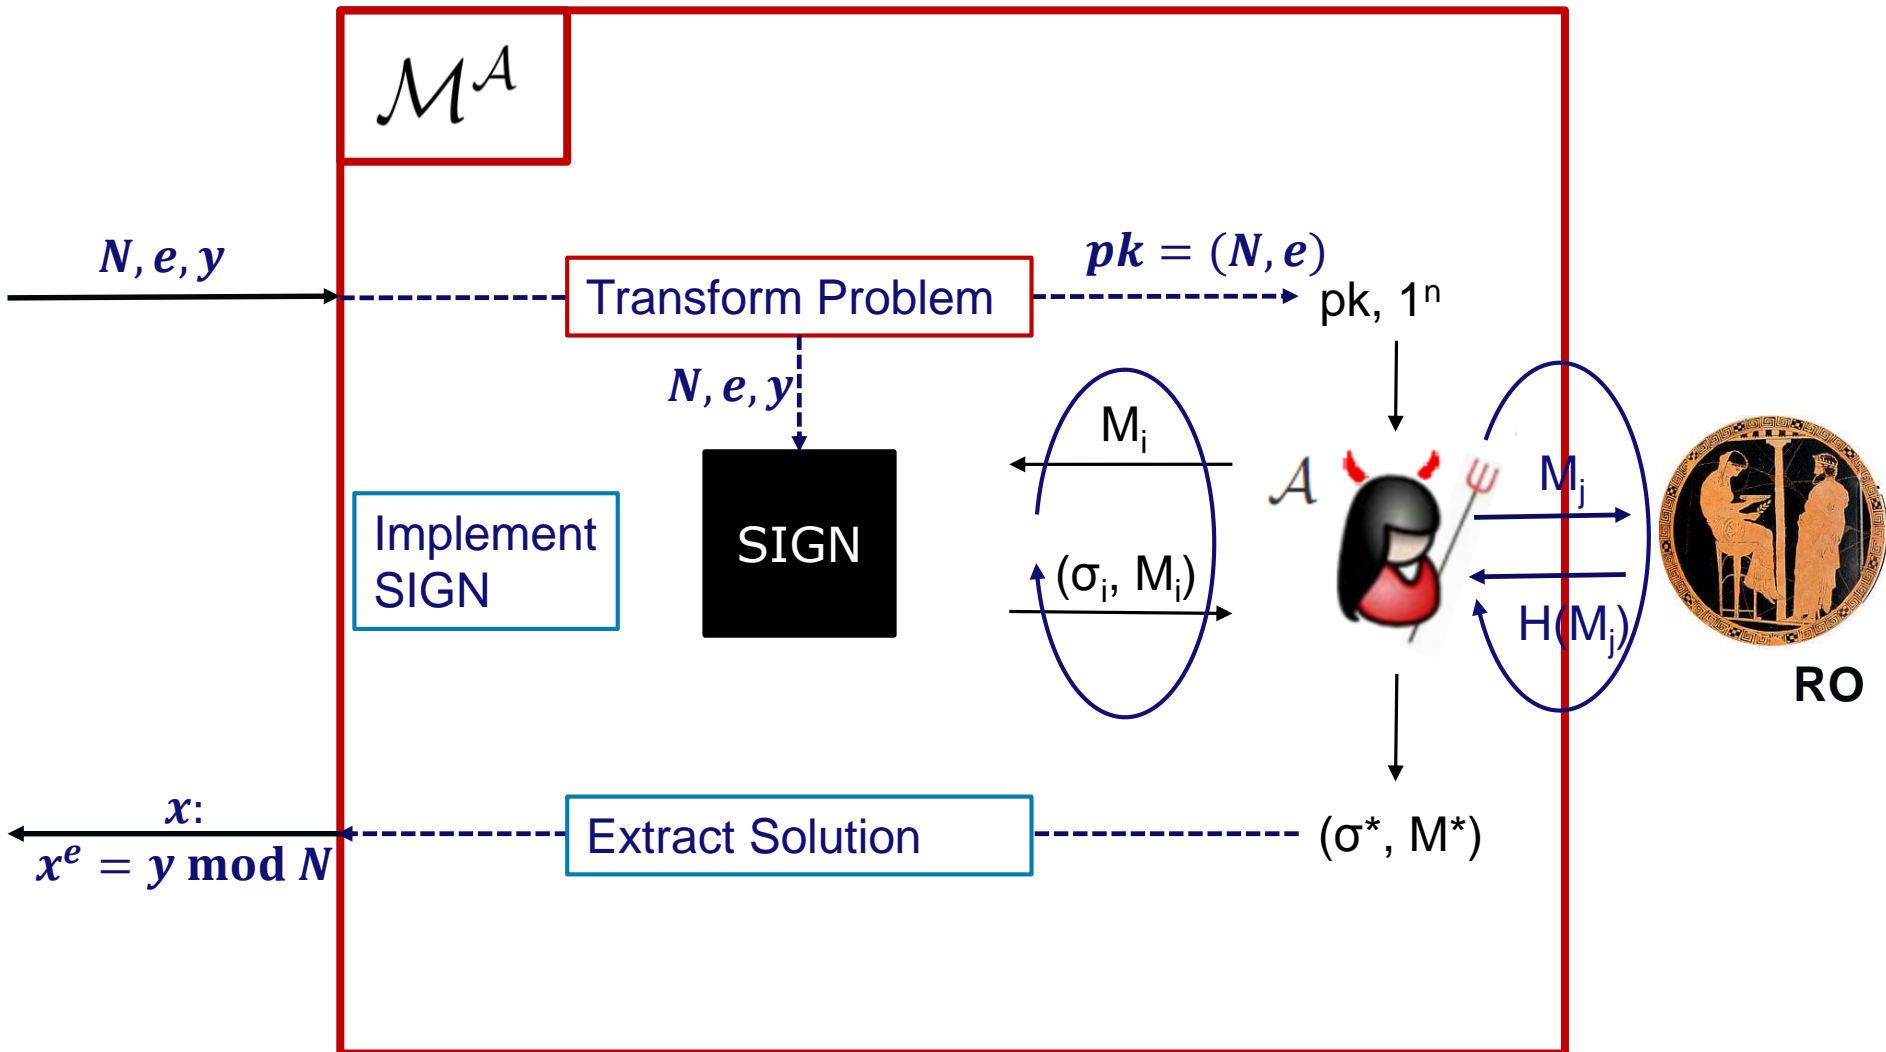 ℳ^𝒜
N, e, y
pk = (N, e)
Transform Problem
pk, 1ⁿ
N, e, y
Mᵢ
𝒜
Mⱼ
Implement
SIGN
SIGN
(σᵢ, Mᵢ)
H(Mⱼ)
RO
x:
xᵉ = y mod N
Extract Solution
(σ*, M*)